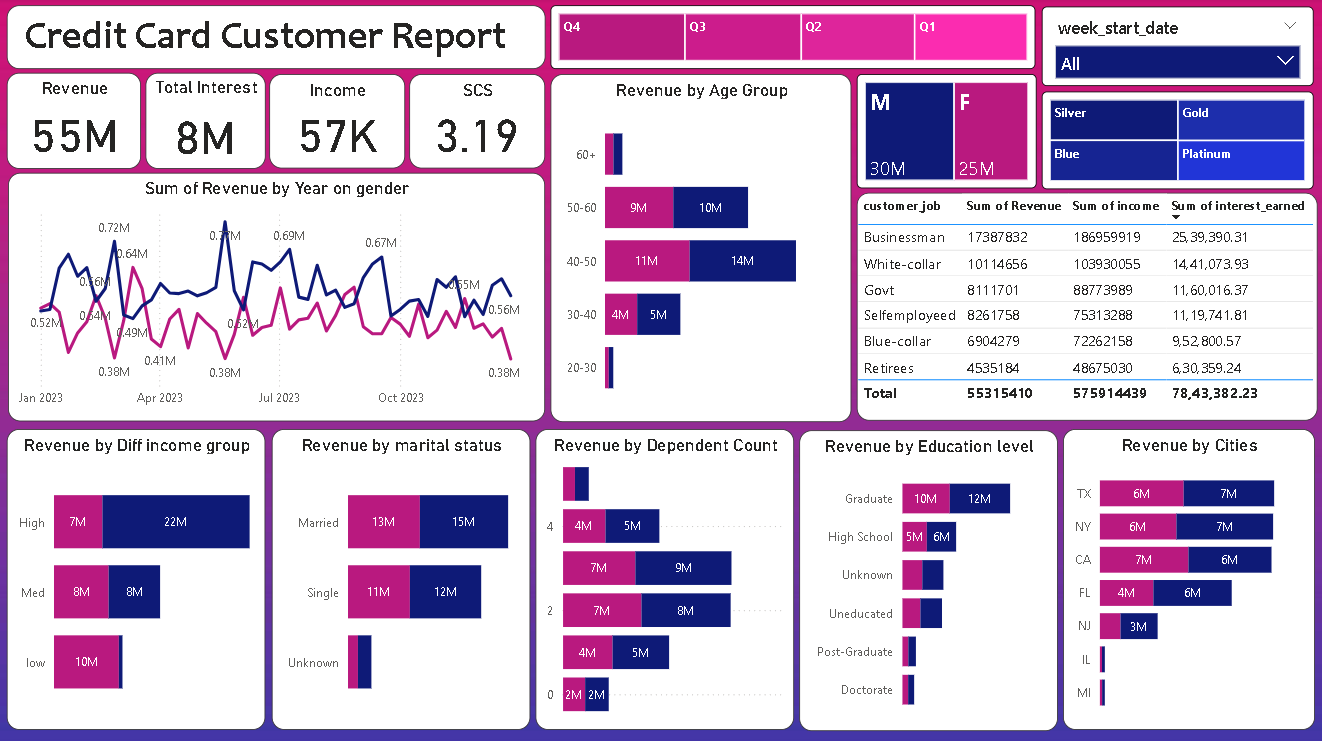 Credit Card Customer Report
Q4 Q3 Q2 Q1
week_start_date
All
Revenue
55M
Total Interest
8M
Income
57K
SCS
3.19
Revenue by Age Group
60+
50-60 9M 10M
40-50 11M 14M
30-40 4M 5M
20-30
M
30M
F
25M
Silver Gold
Blue Platinum
Sum of Revenue by Year on gender
0.72M
0.77M
0.69M
0.67M
0.64M
0.56M
0.55M
0.54M
0.52M
0.52M
0.56M
0.49M
0.41M
0.38M
0.38M
0.38M
Jan 2023 Apr 2023 Jul 2023 Oct 2023
customer_job Sum of Revenue Sum of income Sum of interest_earned
Businessman 17387832 186959919 25,39,390.31
White-collar 10114656 103930055 14,41,073.93
Govt 8111701 88773989 11,60,016.37
Selfemployeed 8261758 75313288 11,19,741.81
Blue-collar 6904279 72262158 9,52,800.57
Retirees 4535184 48675030 6,30,359.24
Total 55315410 575914439 78,43,382.23
Revenue by Diff income group
High 7M 22M
Med 8M 8M
low 10M
Revenue by marital status
Married 13M 15M
Single 11M 12M
Unknown
Revenue by Dependent Count
4 4M 5M
7M 9M
2 7M 8M
4M 5M
0 2M 2M
Revenue by Education level
Graduate 10M 12M
High School 5M 6M
Unknown
Uneducated
Post-Graduate
Doctorate
Revenue by Cities
TX 6M 7M
NY 6M 7M
CA 7M 6M
FL 4M 6M
NJ 3M
IL
MI